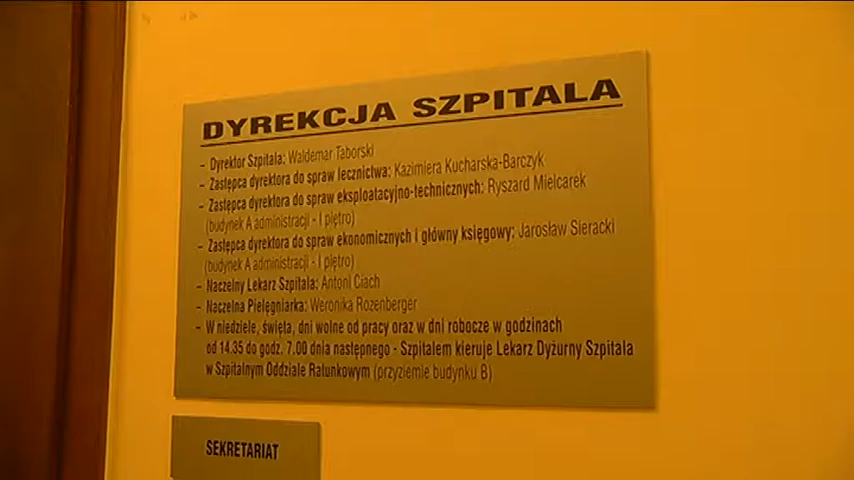 DYREKCJA SZPITALA
- Dyrektor Szpitala: Waldemar Taborski
- Zastępca dyrektora do spraw lecznictwa: Kazimiera Kucharska-Barczyk
- Zastępca dyrektora do spraw eksploatacyjno-technicznych: Ryszard Mielcarek
(budynek A administracji - I piętro)
- Zastępca dyrektora do spraw ekonomicznych i główny księgowy: Jarosław Sieracki
(budynek A administracji - I piętro)
- Naczelny Lekarz Szpitala: Antoni Ciach
- Naczelna Pielęgniarka: Weronika Rozenberger
- W niedziele, święta, dni wolne od pracy oraz w dni robocze w godzinach
od 14.35 do godz. 7.00 dnia następnego - Szpitalem kieruje Lekarz Dyżurny Szpitala
w Szpitalnym Oddziale Ratunkowym (przyziemie budynku B)
SEKRETARIAT